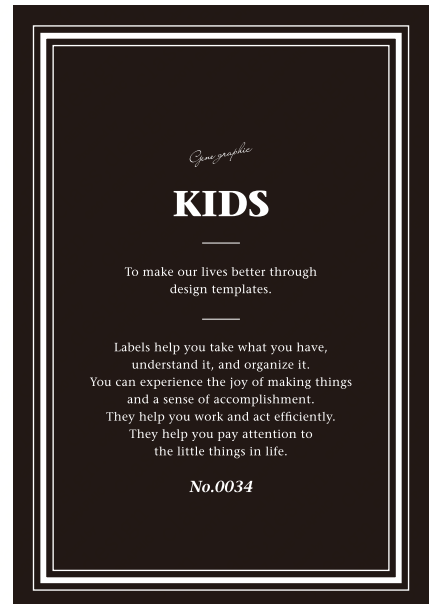 Gene graphic
KIDS
To make our lives better through
design templates.
Labels help you take what you have,
understand it, and organize it.
You can experience the joy of making things
and a sense of accomplishment.
They help you work and act efficiently.
They help you pay attention to
the little things in life.
No.0034